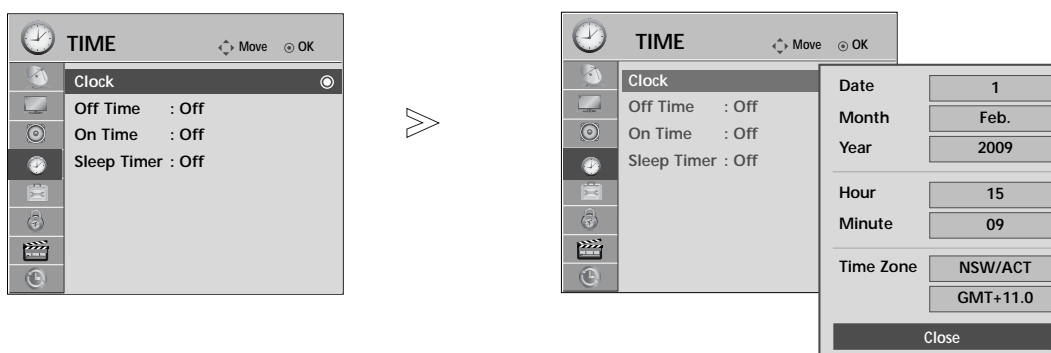 TIME Move OK
Clock
Off Time : Off
On Time : Off
Sleep Timer : Off
TIME Move OK
Clock
Off Time : Off
On Time : Off
Sleep Timer : Off
Date 1
Month Feb.
Year 2009
Hour 15
Minute 09
Time Zone NSW/ACT
GMT+11.0
Close